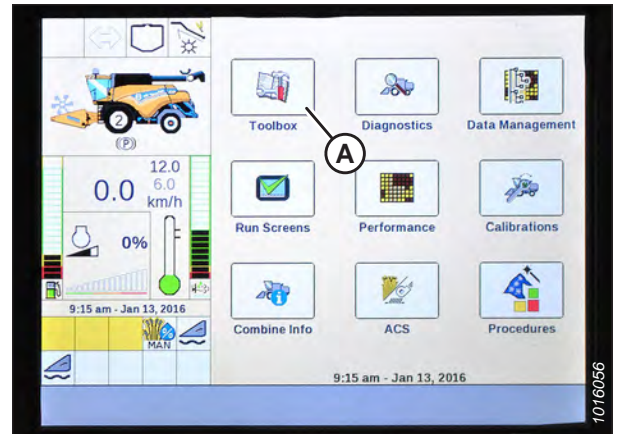 2
(P)
12.0
6.0
0.0
km/h
0%
9:15 am - Jan 13, 2016
MAN
Toolbox
Diagnostics
Data Management
A
Run Screens
Performance
Calibrations
Combine Info
ACS
Procedures
9:15 am - Jan 13, 2016
1016056